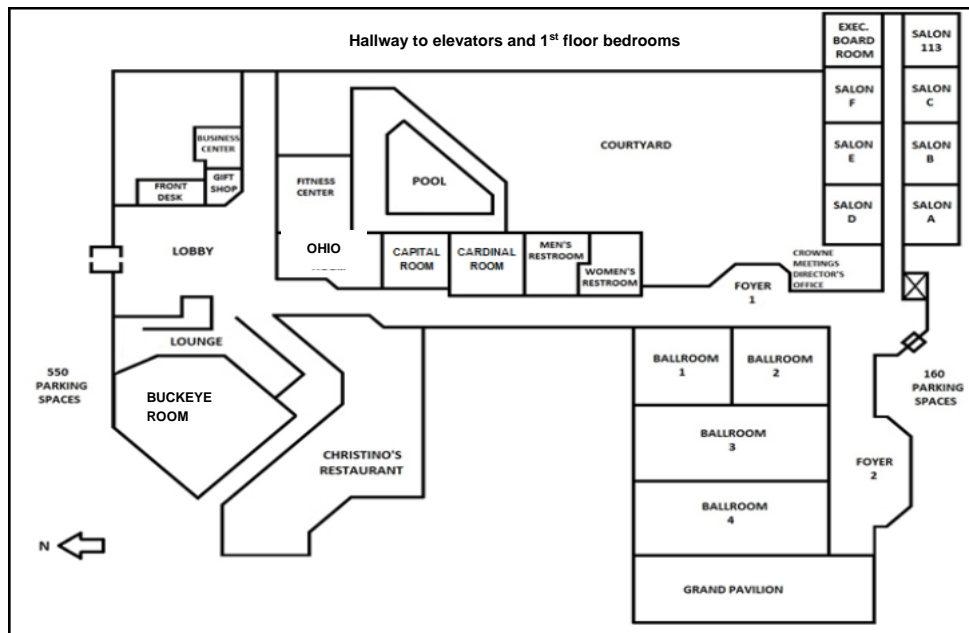 Hallway to elevators and 1st floor bedrooms
EXEC.
BOARD
ROOM
SALON
113
SALON
F
SALON
C
BUSINESS
CENTER
COURTYARD
SALON
E
SALON
B
GIFT
SHOP
FRONT
DESK
FITNESS
CENTER
POOL
SALON
D
SALON
A
LOBBY
OHIO
CAPITAL
ROOM
CARDINAL
ROOM
MEN'S
RESTROOM
WOMEN'S
RESTROOM
FOYER
1
CROWNE
MEETINGS
DIRECTOR'S
OFFICE
LOUNGE
550
PARKING
SPACES
BUCKEYE
ROOM
BALLROOM
1
BALLROOM
2
160
PARKING
SPACES
CHRISTINO'S
RESTAURANT
BALLROOM
3
FOYER
2
BALLROOM
4
N
GRAND PAVILION